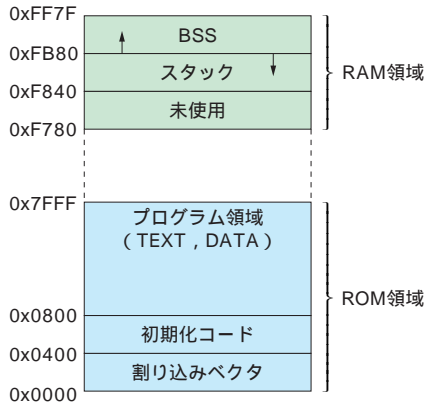 0xFF7F
BSS
0xFB80
スタック
RAM領域
0xF840
未使用
0xF780
0x7FFF
プログラム領域
（TEXT , DATA）
ROM領域
0x0800
初期化コード
0x0400
割り込みベクタ
0x0000